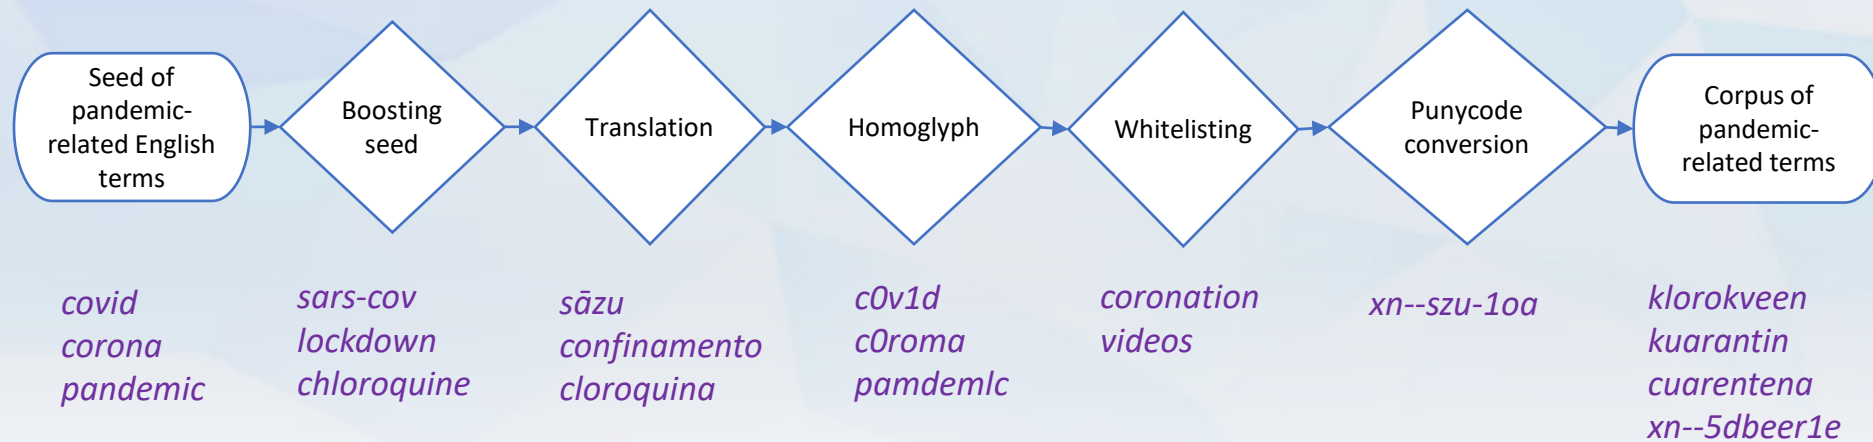 Seed of
pandemic-
related English
terms
Boosting
seed
Translation
Homoglyph
Whitelisting
Punycode
conversion
Corpus of
pandemic-
related terms
covid
corona
pandemic
sars-cov
lockdown
chloroquine
sāzu
confinamento
cloroquina
c0v1d
c0roma
pamdemlc
coronation
videos
xn--szu-1oa
klorokveen
kuarantin
cuarentena
xn--5dbeer1e